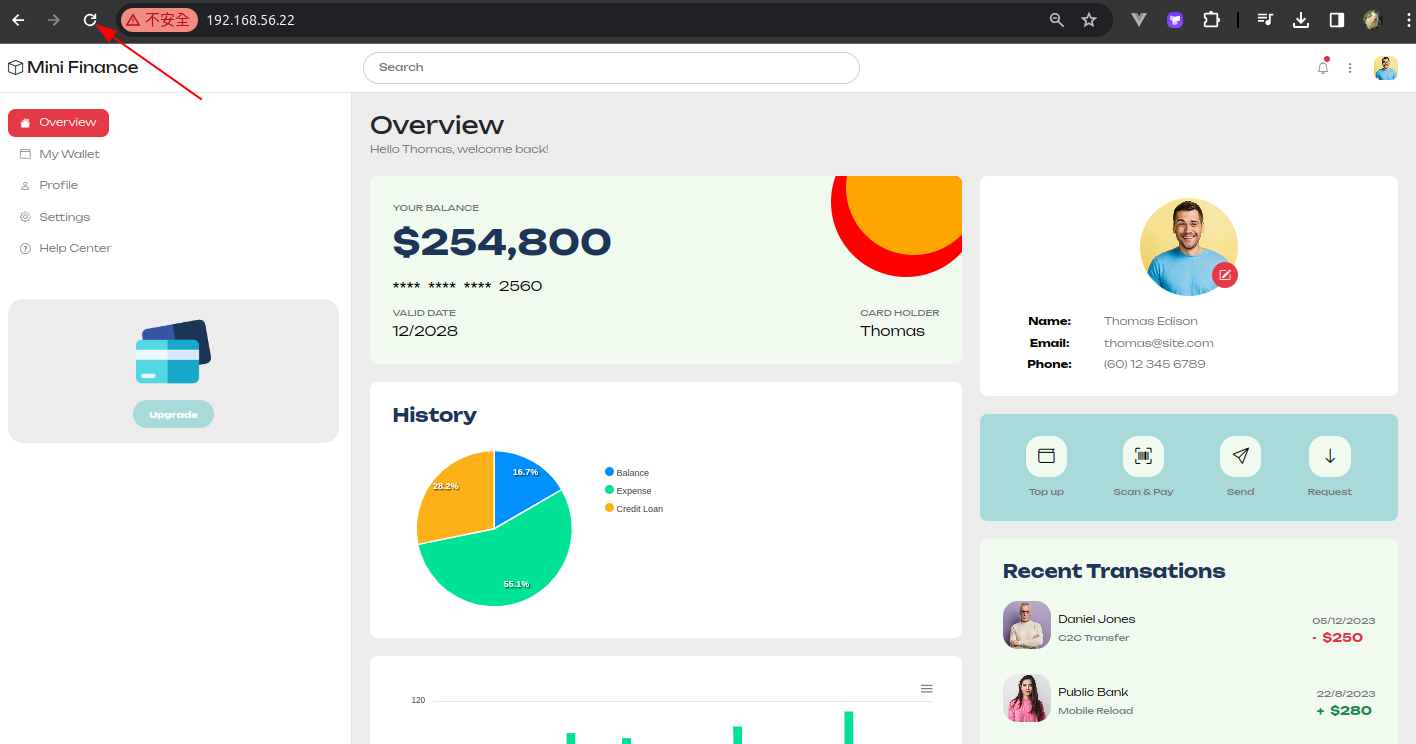 不安全 192.168.56.22
Mini Finance
Search
Overview
My Wallet
Profile
Settings
Help Center
Upgrade
Overview
Hello Thomas, welcome back!
YOUR BALANCE
$254,800
**** **** **** 2560
VALID DATE
12/2028
CARD HOLDER
Thomas
History
16.7%
28.2%
55.1%
Balance
Expense
Credit Loan
120
Name: Thomas Edison
Email: thomas@site.com
Phone: (60) 12 345 6789
Top up
Scan & Pay
Send
Request
Recent Transations
Daniel Jones
C2C Transfer
05/12/2023
- $250
Public Bank
Mobile Reload
22/8/2023
+ $280